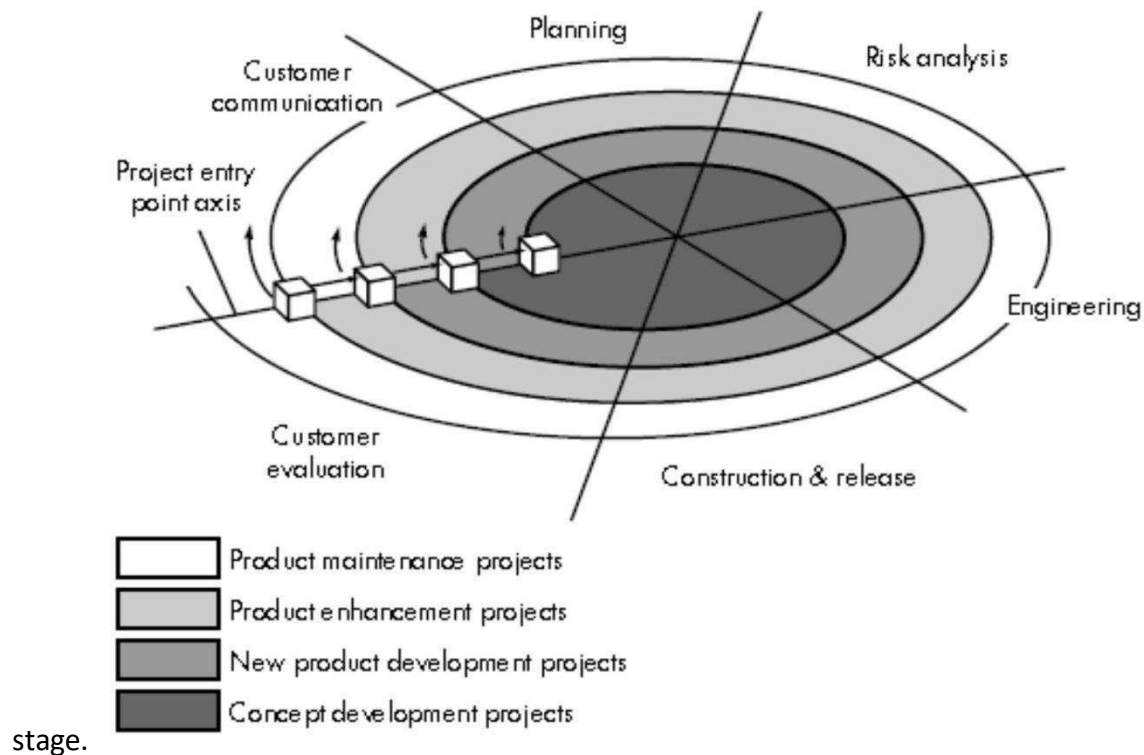 Planning
Risk analysis
Customer
communication
Project entry
point axis
Engineering
Customer
evaluation
Construction & release
Product maintenance projects
Product enhancement projects
New product development projects
Concept development projects
stage.